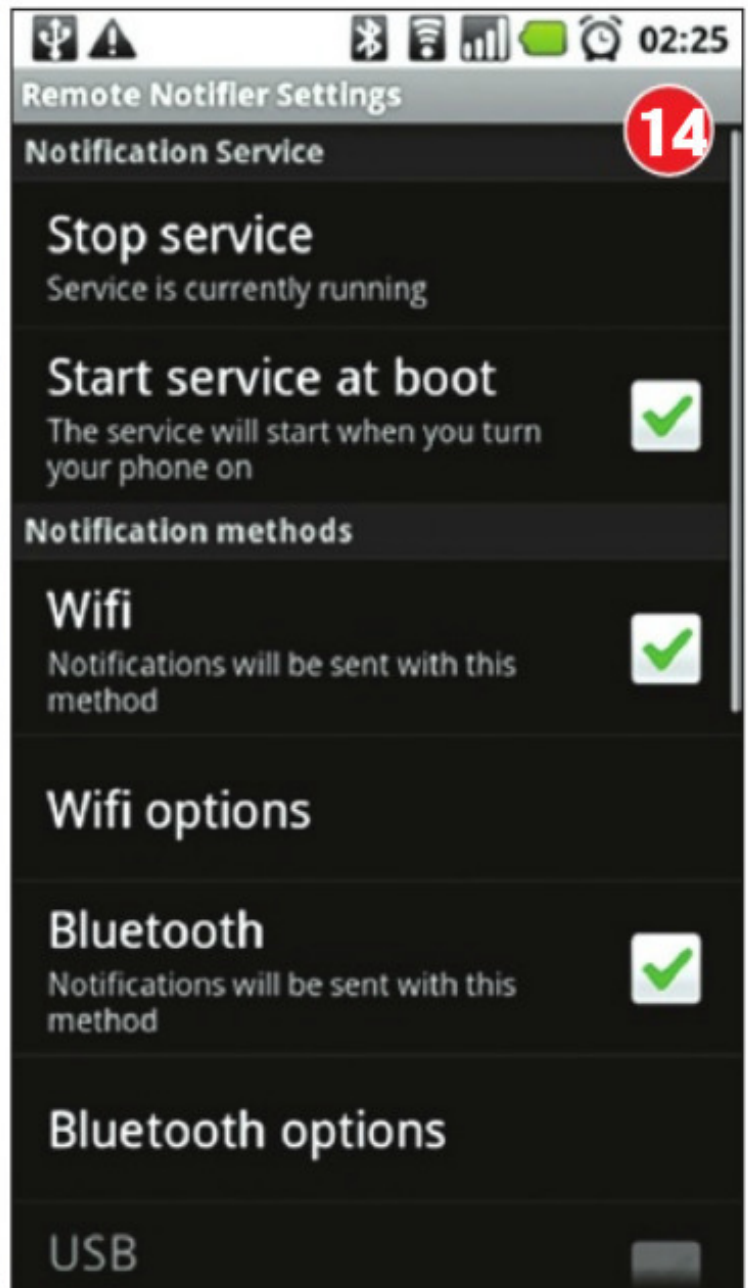 02:25
Remote Notifier Settings
14
Notification Service
Stop service
Service is currently running
Start service at boot
The service will start when you turn
your phone on
Notification methods
Wifi
Notifications will be sent with this
method
Wifi options
Bluetooth
Notifications will be sent with this
method
Bluetooth options
USB